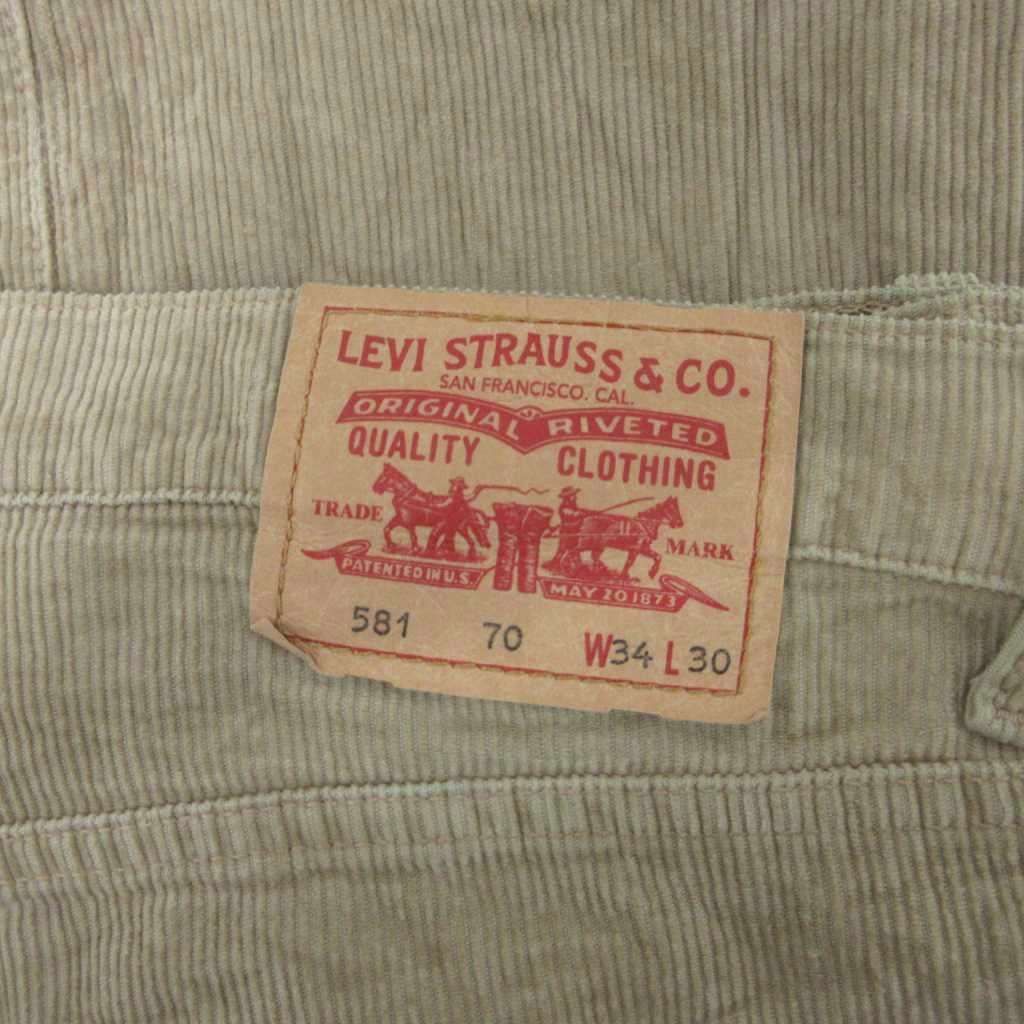 LEVI STRAUSS & CO.
SAN FRANCISCO. CAL.
ORIGINAL RIVETED
QUALITY CLOTHING
TRADE MARK
PATENTED IN U.S. MAY 20 1873
581 70 W34 L30